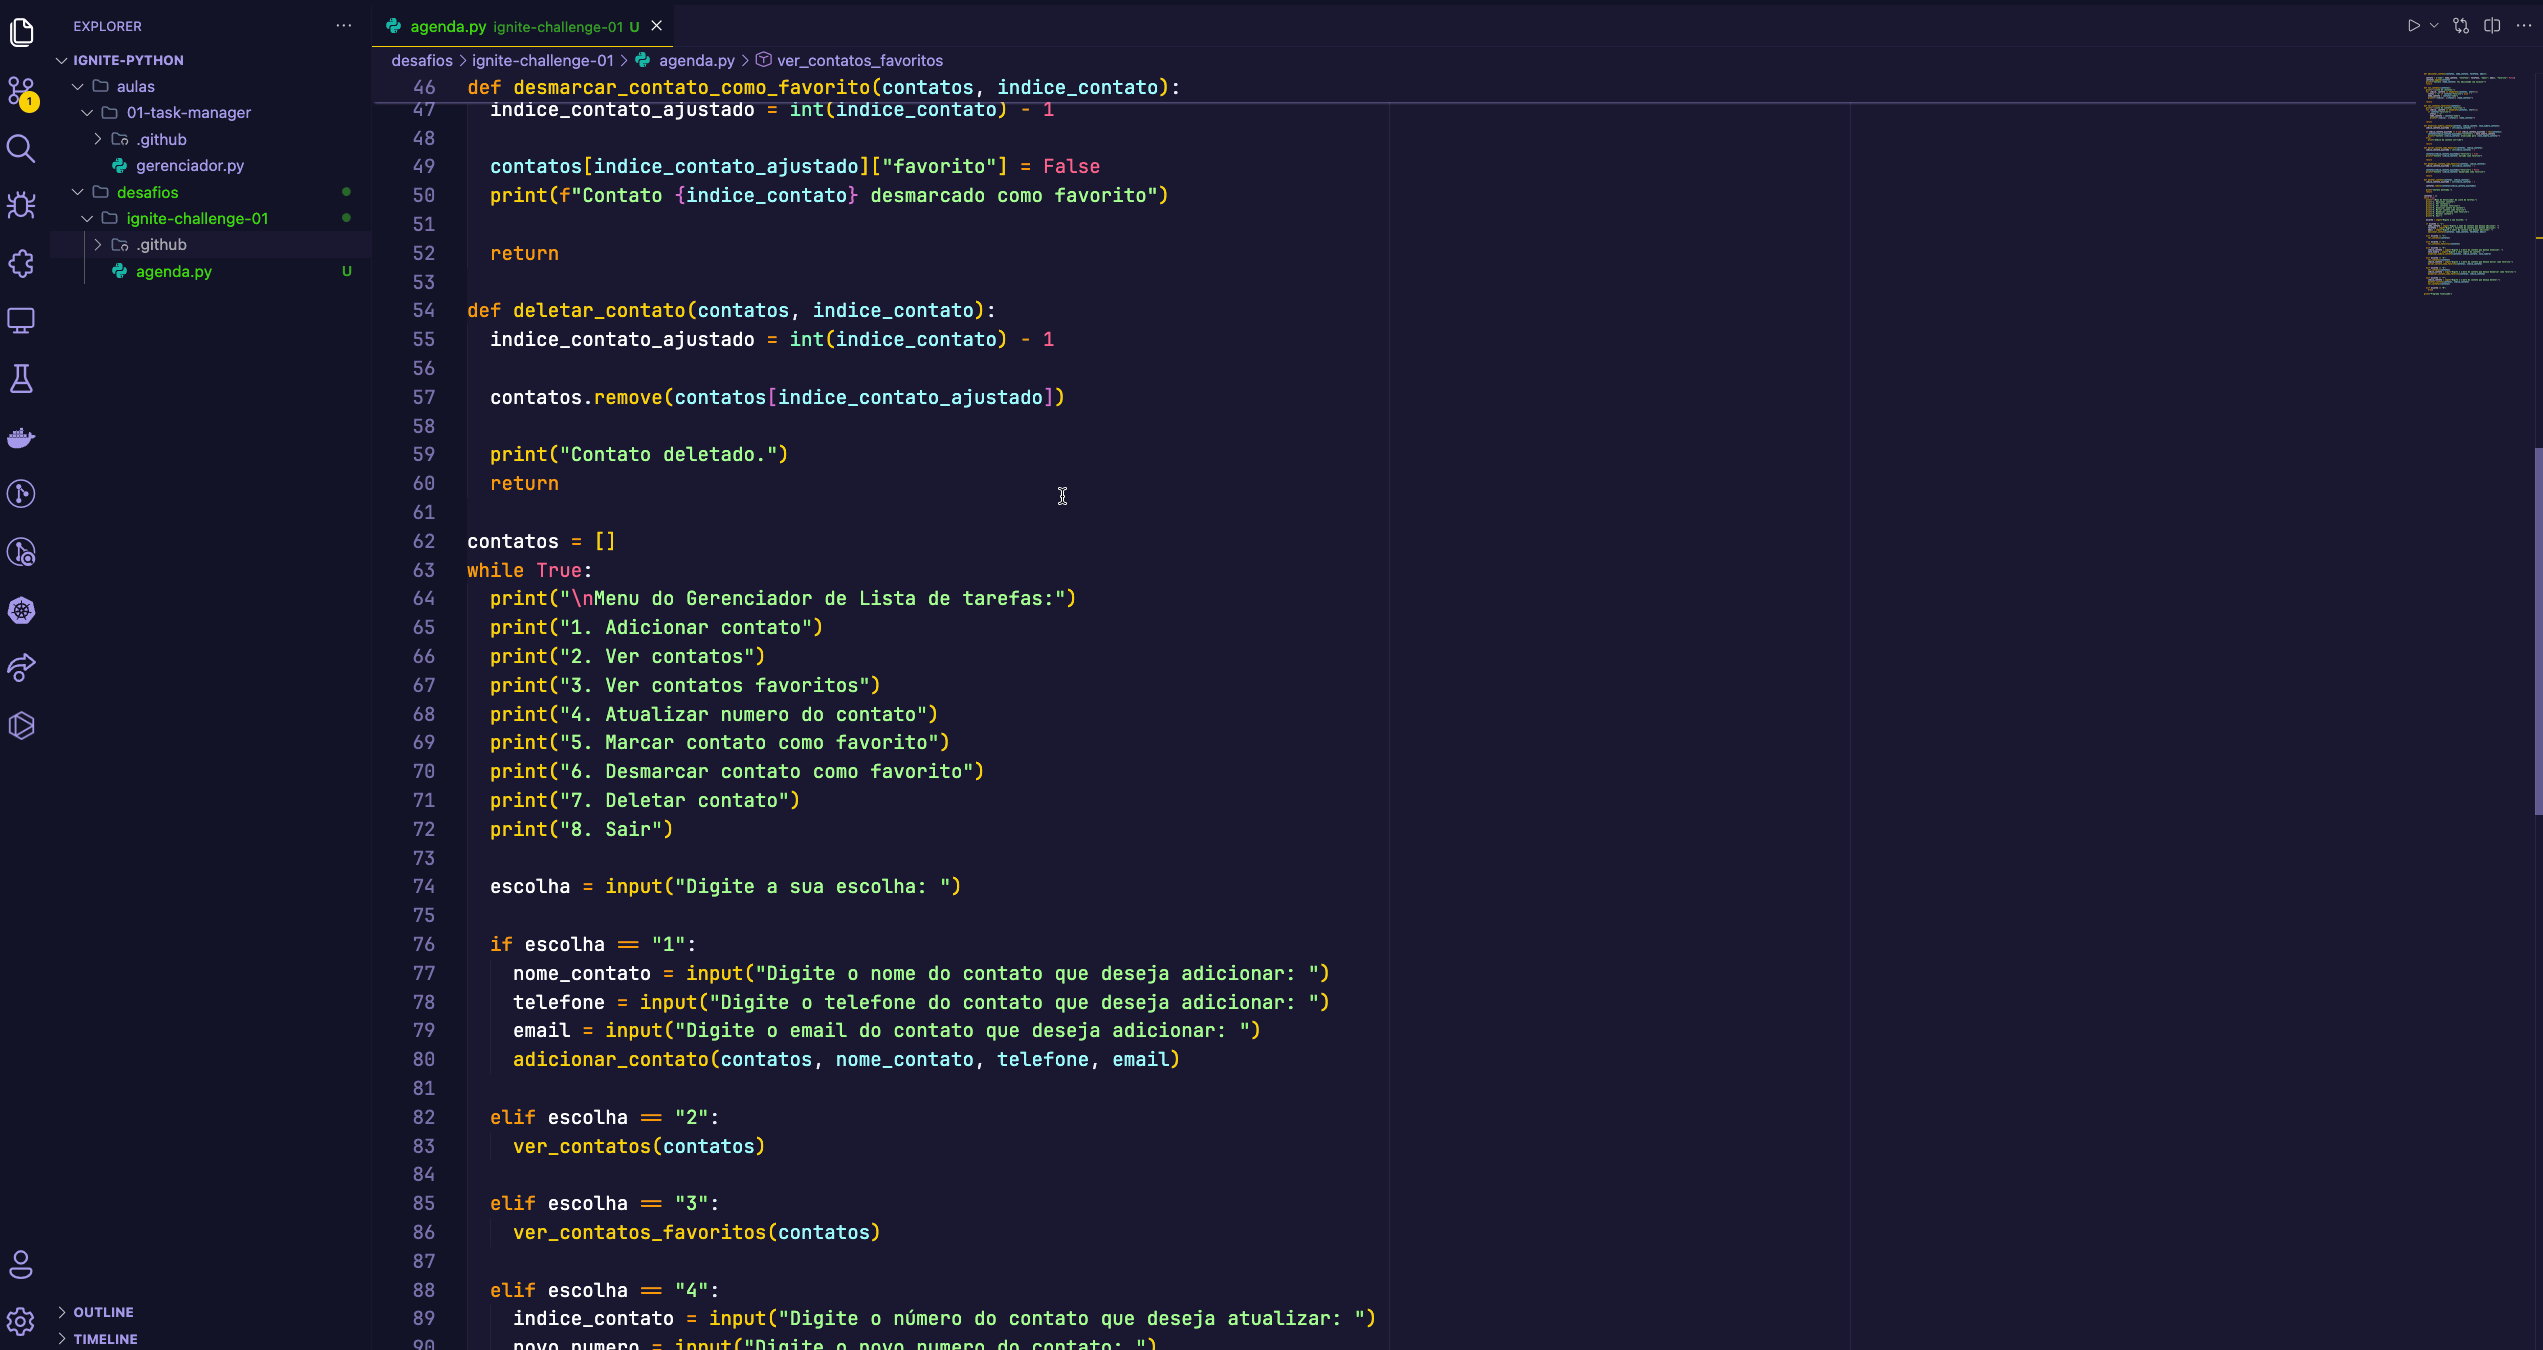 EXPLORER
IGNITE-PYTHON
aulas
01-task-manager
.github
gerenciador.py
desafios
ignite-challenge-01
.github
agenda.py U
OUTLINE
TIMELINE
1
agenda.py ignite-challenge-01 U
desafios > ignite-challenge-01 > agenda.py > ver_contatos_favoritos
46 def desmarcar_contato_como_favorito(contatos, indice_contato):
47 indice_contato_ajustado = int(indice_contato) - 1
48
49 contatos[indice_contato_ajustado]["favorito"] = False
50 print(f"Contato {indice_contato} desmarcado como favorito")
51
52 return
53
54 def deletar_contato(contatos, indice_contato):
55 indice_contato_ajustado = int(indice_contato) - 1
56
57 contatos.remove(contatos[indice_contato_ajustado])
58
59 print("Contato deletado.")
60 return
61
62 contatos = []
63 while True:
64 print("\nMenu do Gerenciador de Lista de tarefas:")
65 print("1. Adicionar contato")
66 print("2. Ver contatos")
67 print("3. Ver contatos favoritos")
68 print("4. Atualizar numero do contato")
69 print("5. Marcar contato como favorito")
70 print("6. Desmarcar contato como favorito")
71 print("7. Deletar contato")
72 print("8. Sair")
73
74 escolha = input("Digite a sua escolha: ")
75
76 if escolha == "1":
77 nome_contato = input("Digite o nome do contato que deseja adicionar: ")
78 telefone = input("Digite o telefone do contato que deseja adicionar: ")
79 email = input("Digite o email do contato que deseja adicionar: ")
80 adicionar_contato(contatos, nome_contato, telefone, email)
81
82 elif escolha == "2":
83 ver_contatos(contatos)
84
85 elif escolha == "3":
86 ver_contatos_favoritos(contatos)
87
88 elif escolha == "4":
89 indice_contato = input("Digite o número do contato que deseja atualizar: ")
90 novo_numero = input("Digite o novo numero do contato: ")